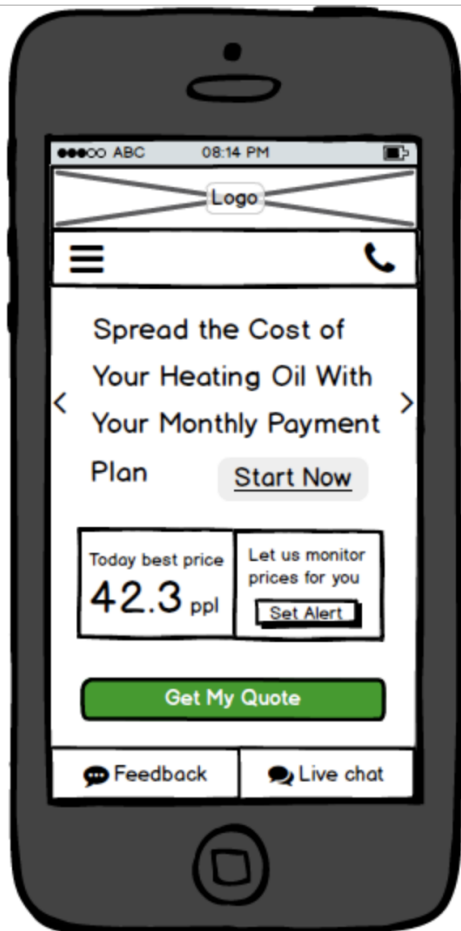 ABC 08:14 PM
Logo
Spread the Cost of
Your Heating Oil With
Your Monthly Payment
Plan Start Now
Today best price
42.3 ppl
Let us monitor
prices for you
Set Alert
Get My Quote
Feedback Live chat